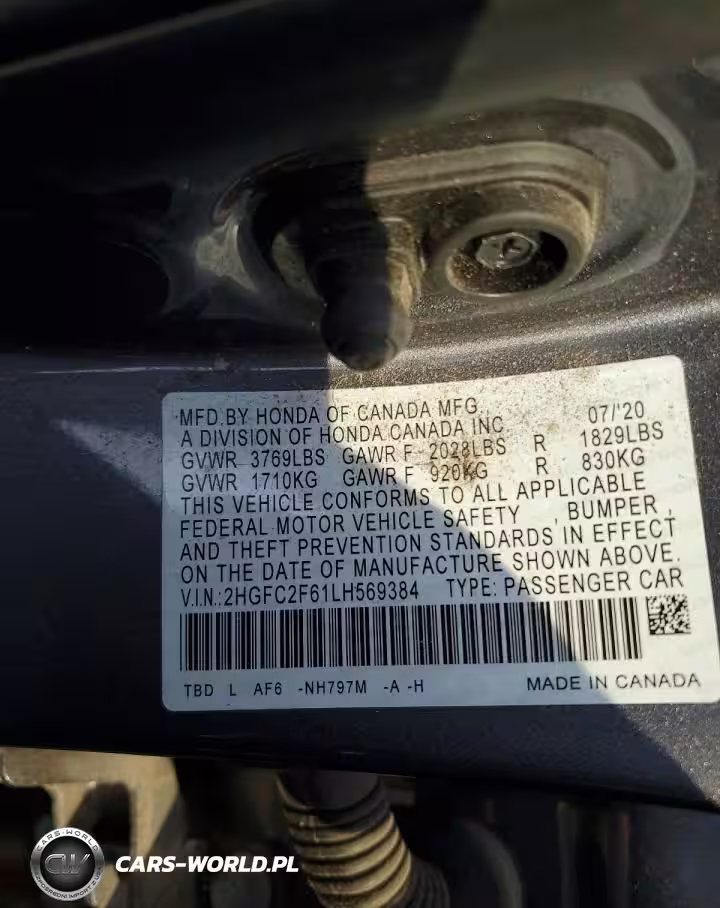 MFD.BY HONDA OF CANADA MFG., 07/'20
A DIVISION OF HONDA CANADA INC
GVWR 3769LBS GAWR F 2028LBS R 1829LBS
GVWR 1710KG GAWR F 920KG R 830KG
THIS VEHICLE CONFORMS TO ALL APPLICABLE
FEDERAL MOTOR VEHICLE SAFETY , BUMPER ,
AND THEFT PREVENTION STANDARDS IN EFFECT
ON THE DATE OF MANUFACTURE SHOWN ABOVE.
V.I.N.:2HGFC2F61LH569384 TYPE: PASSENGER CAR
TBD L AF6 -NH797M -A -H MADE IN CANADA
CARS-WORLD
CW
CARS-WORLD.PL